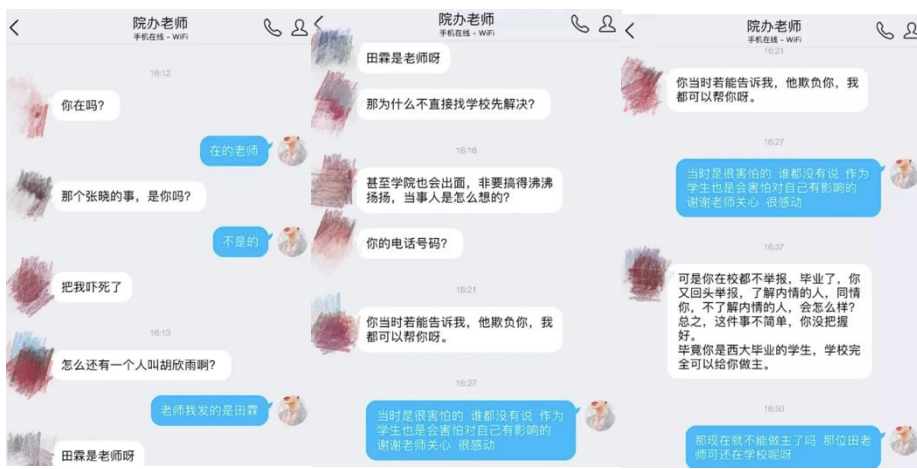 院办老师
手机在线 - WiFi
16:12
你在吗?
在的老师
那个张晓的事，是你吗?
不是的
把我吓死了
16:13
怎么还有一个人叫胡欣雨啊?
老师我发的是田霖
田霖是老师呀
院办老师
手机在线 - WiFi
田霖是老师呀
那为什么不直接找学校先解决?
16:16
甚至学院也会出面，非要搞得沸沸
扬扬，当事人是怎么想的?
你的电话号码?
16:21
你当时若能告诉我，他欺负你，我
都可以帮你呀。
16:27
当时是很害怕的 谁都没有说 作为
学生也是会害怕对自己有影响的
谢谢老师关心 很感动
院办老师
手机在线 - WiFi
16:21
你当时若能告诉我，他欺负你，我
都可以帮你呀。
16:27
当时是很害怕的 谁都没有说 作为
学生也是会害怕对自己有影响的
谢谢老师关心 很感动
16:37
可是你在校都不举报，毕业了，你
又回头举报，了解内情的人，同情
你，不了解内情的人，会怎么样?
总之，这件事不简单，你没把握
好。
毕竟你是西大毕业的学生，学校完
全可以给你做主。
16:50
那现在就不能做主了吗 那位田老
师可还在学校呢呀